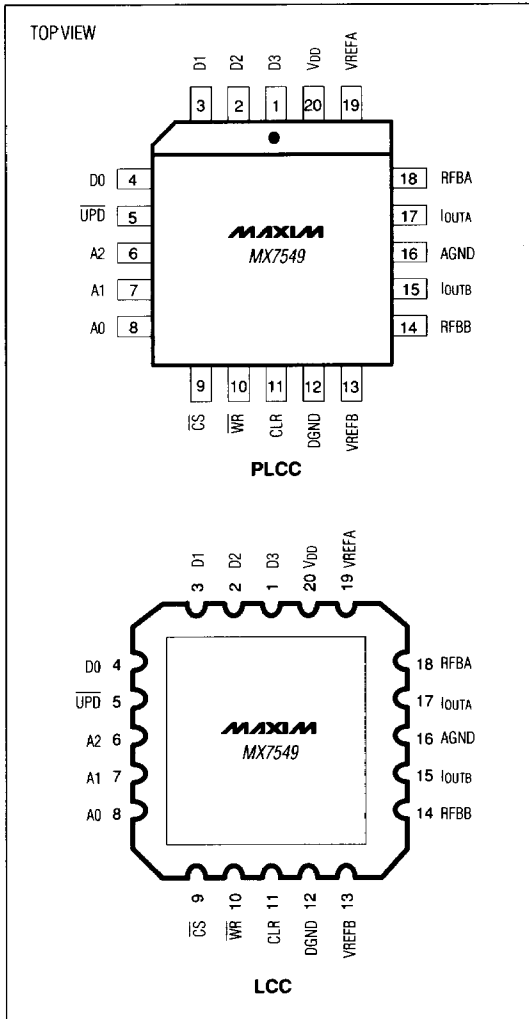 TOP VIEW
D1 D2 D3 VDD VREFA
3 2 1 20 19
D0 4 18 RFBA
UPD 5 17 IOUTA
MAXIM
A2 6 16 AGND
MX7549
A1 7 15 IOUTB
A0 8 14 RFBB
9 10 11 12 13
CS WR CLR DGND VREFB
PLCC
D1 D2 D3 VDD VREFA
3 2 1 20 19
D0 4 18 RFBA
UPD 5 17 IOUTA
MAXIM
A2 6 16 AGND
MX7549
A1 7 15 IOUTB
A0 8 14 RFBB
9 10 11 12 13
CS WR CLR DGND VREFB
LCC